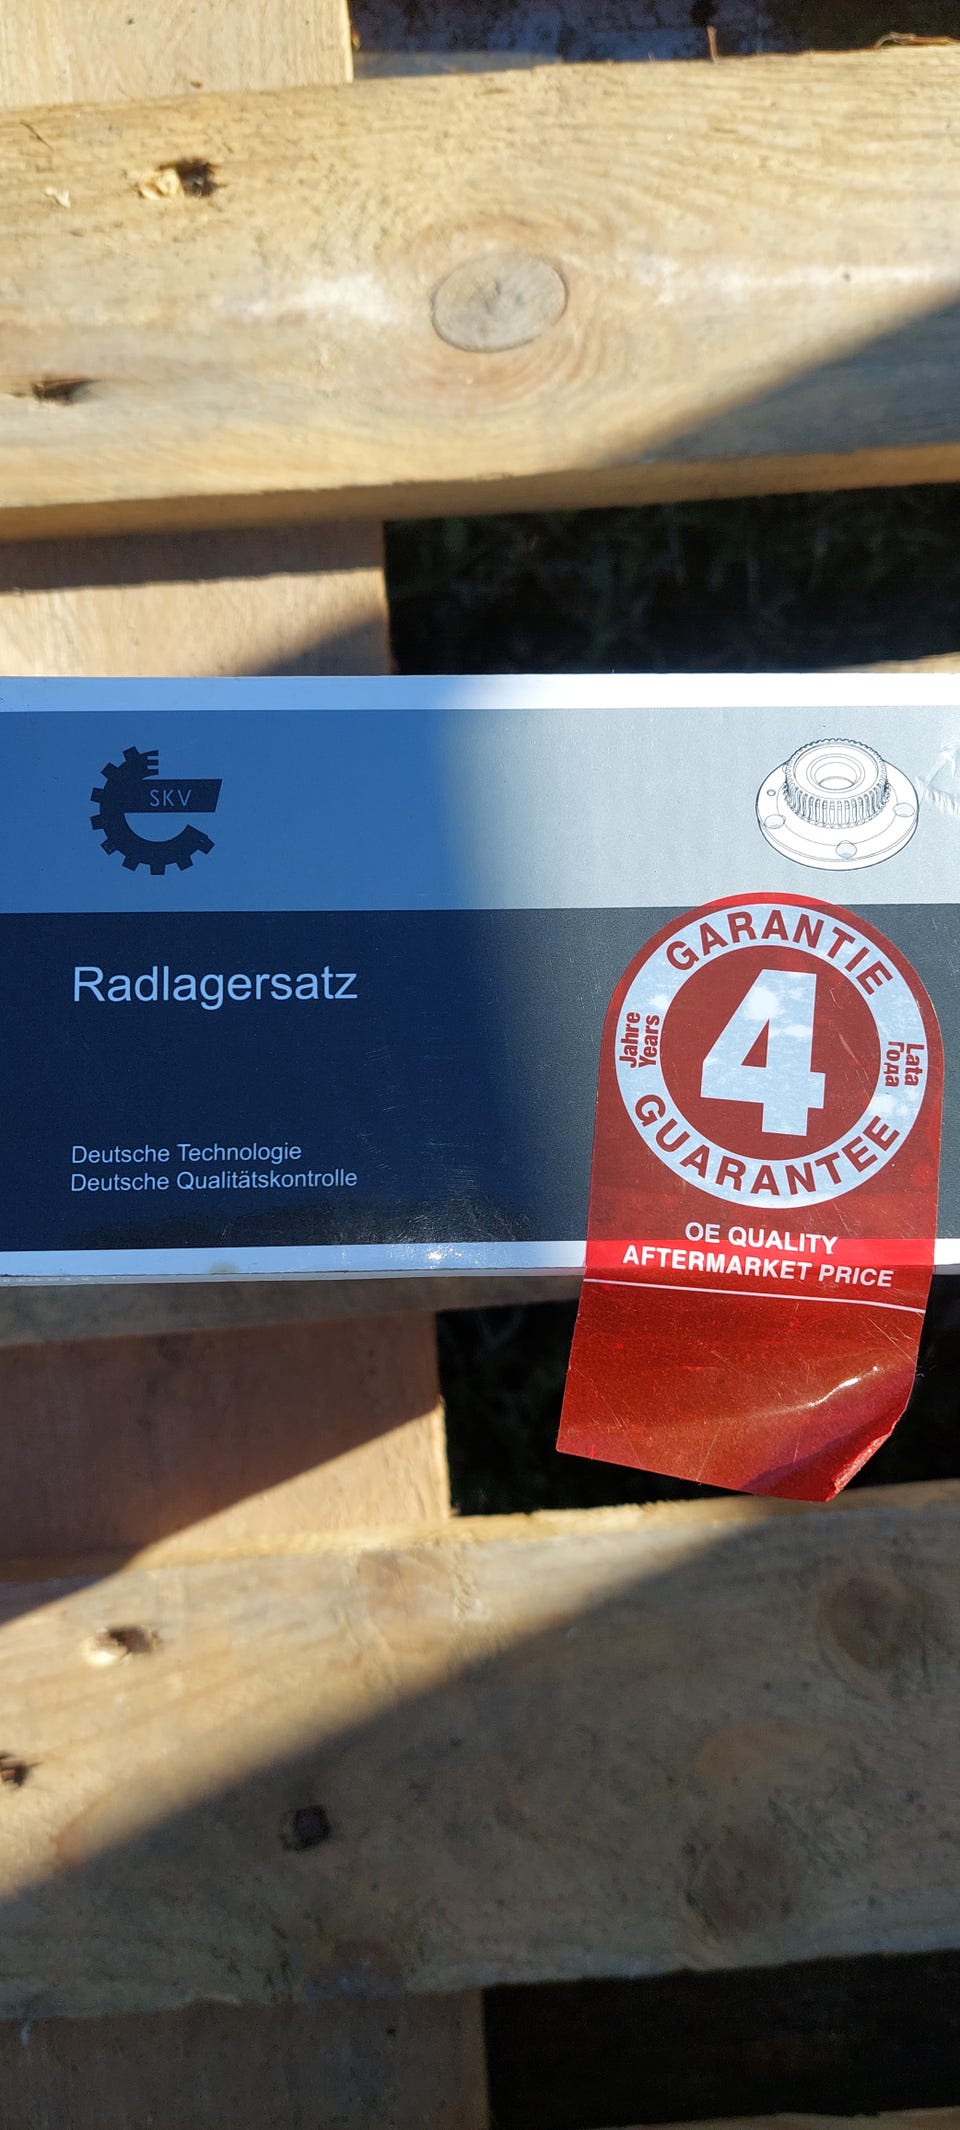 SKV
Radlagersatz
Deutsche Technologie
Deutsche Qualitätskontrolle
GARANTIE
Jahre
Years
4
Lata
Года
GUARANTEE
OE QUALITY
AFTERMARKET PRICE